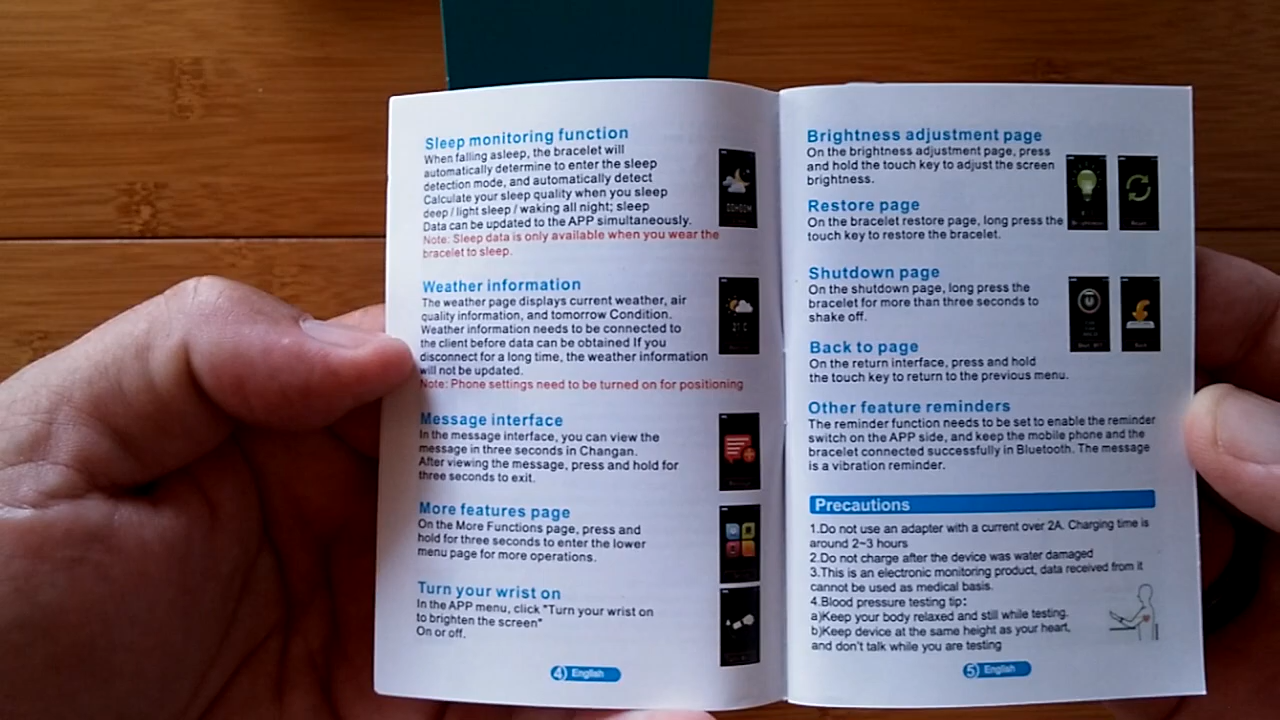 Sleep monitoring function
When falling asleep, the bracelet will
automatically determine to enter the sleep
detection mode, and automatically detect
Calculate your sleep quality when you sleep
deep / light sleep / waking all night; sleep
Data can be updated to the APP simultaneously.
Note: Sleep data is only available when you wear the
bracelet to sleep.
Weather information
The weather page displays current weather, air
quality information, and tomorrow Condition.
Weather information needs to be connected to
the client before data can be obtained If you
disconnect for a long time, the weather information
will not be updated.
Note: Phone settings need to be turned on for positioning
Message interface
In the message interface, you can view the
message in three seconds in Changan.
After viewing the message, press and hold for
three seconds to exit.
More features page
On the More Functions page, press and
hold for three seconds to enter the lower
menu page for more operations.
Turn your wrist on
In the APP menu, click "Turn your wrist on
to brighten the screen"
On or off.
4 English
Brightness adjustment page
On the brightness adjustment page, press
and hold the touch key to adjust the screen
brightness.
Restore page
On the bracelet restore page, long press the
touch key to restore the bracelet.
Shutdown page
On the shutdown page, long press the
bracelet for more than three seconds to
shake off.
Back to page
On the return interface, press and hold
the touch key to return to the previous menu.
Other feature reminders
The reminder function needs to be set to enable the reminder
switch on the APP side, and keep the mobile phone and the
bracelet connected successfully in Bluetooth. The message
is a vibration reminder.
Precautions
1.Do not use an adapter with a current over 2A. Charging time is
around 2~3 hours
2.Do not charge after the device was water damaged
3.This is an electronic monitoring product, data received from it
cannot be used as medical basis.
4.Blood pressure testing tip:
a)Keep your body relaxed and still while testing.
b)Keep device at the same height as your heart,
and don't talk while you are testing
5 English